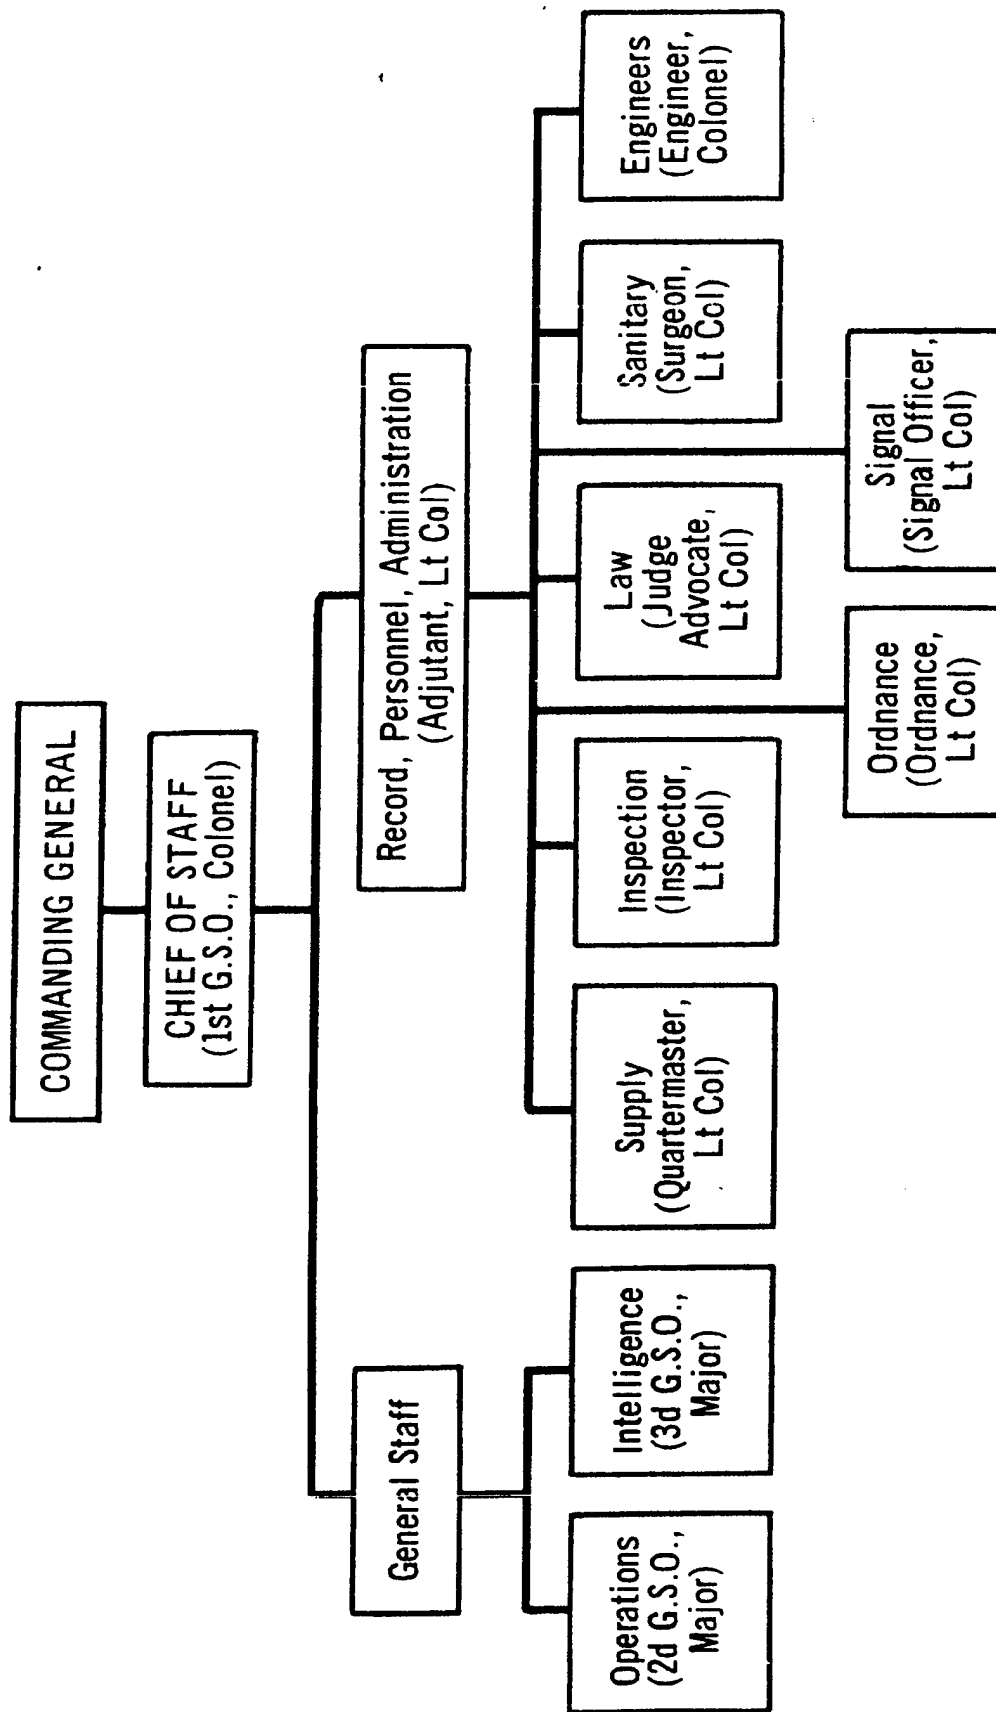 COMMANDING GENERAL
CHIEF OF STAFF
(1st G.S.O., Colonel)
General Staff
Record, Personnel, Administration
(Adjutant, Lt Col)
Operations
(2d G.S.O.,
Major)
Intelligence
(3d G.S.O.,
Major)
Supply
(Quartermaster,
Lt Col)
Inspection
(Inspector,
Lt Col)
Law
(Judge
Advocate,
Lt Col)
Sanitary
(Surgeon,
Lt Col)
Engineers
(Engineer,
Colonel)
Ordnance
(Ordnance,
Lt Col)
Signal
(Signal Officer,
Lt Col)